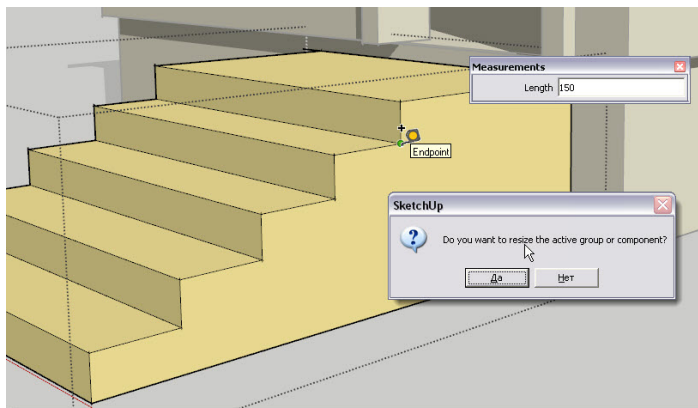 Measurements
Length 150
Endpoint
SketchUp
Do you want to resize the active group or component?
Да
Нет